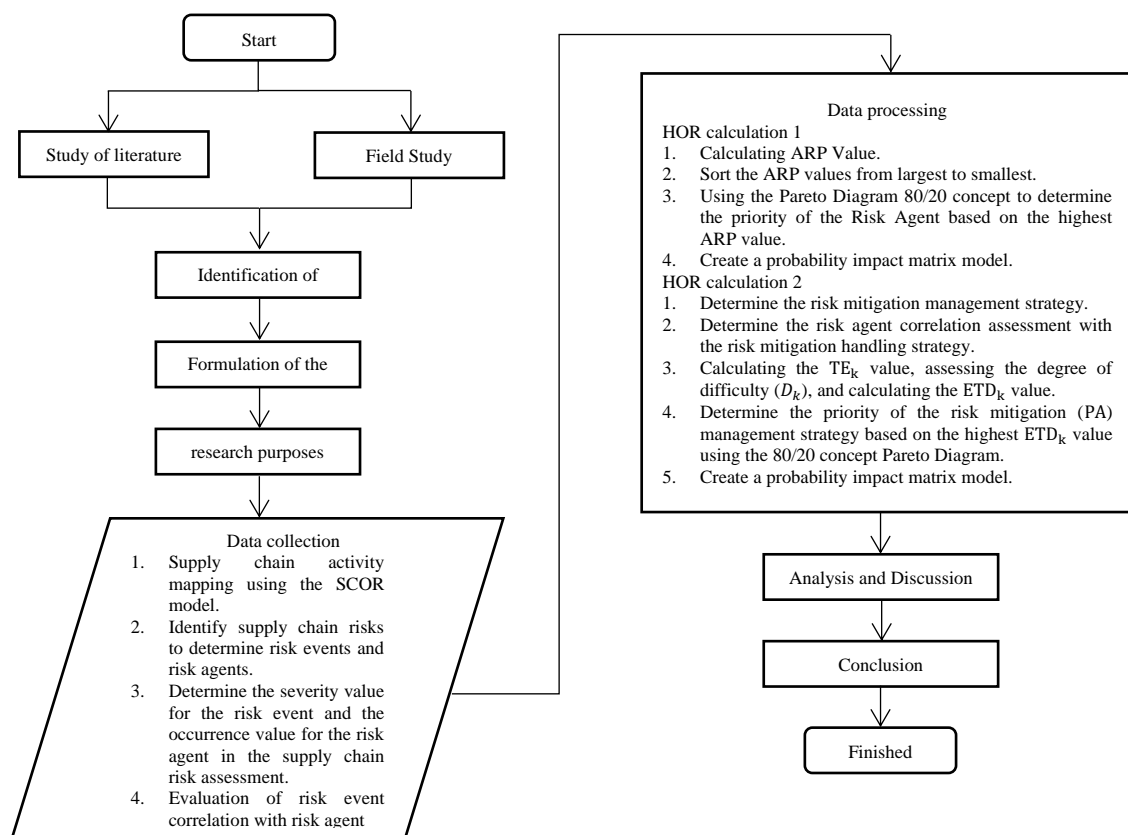 Start
Study of literature
Field Study
Identification of
Formulation of the
research purposes
Data collection
1. Supply chain activity
mapping using the SCOR
model.
2. Identify supply chain risks
to determine risk events and
risk agents.
3. Determine the severity value
for the risk event and the
occurrence value for the risk
agent in the supply chain
risk assessment.
4. Evaluation of risk event
correlation with risk agent
Data processing
HOR calculation 1
1. Calculating ARP Value.
2. Sort the ARP values from largest to smallest.
3. Using the Pareto Diagram 80/20 concept to determine
the priority of the Risk Agent based on the highest
ARP value.
4. Create a probability impact matrix model.
HOR calculation 2
1. Determine the risk mitigation management strategy.
2. Determine the risk agent correlation assessment with
the risk mitigation handling strategy.
3. Calculating the TEₖ value, assessing the degree of
difficulty (Dₖ), and calculating the ETDₖ value.
4. Determine the priority of the risk mitigation (PA)
management strategy based on the highest ETDₖ value
using the 80/20 concept Pareto Diagram.
5. Create a probability impact matrix model.
Analysis and Discussion
Conclusion
Finished